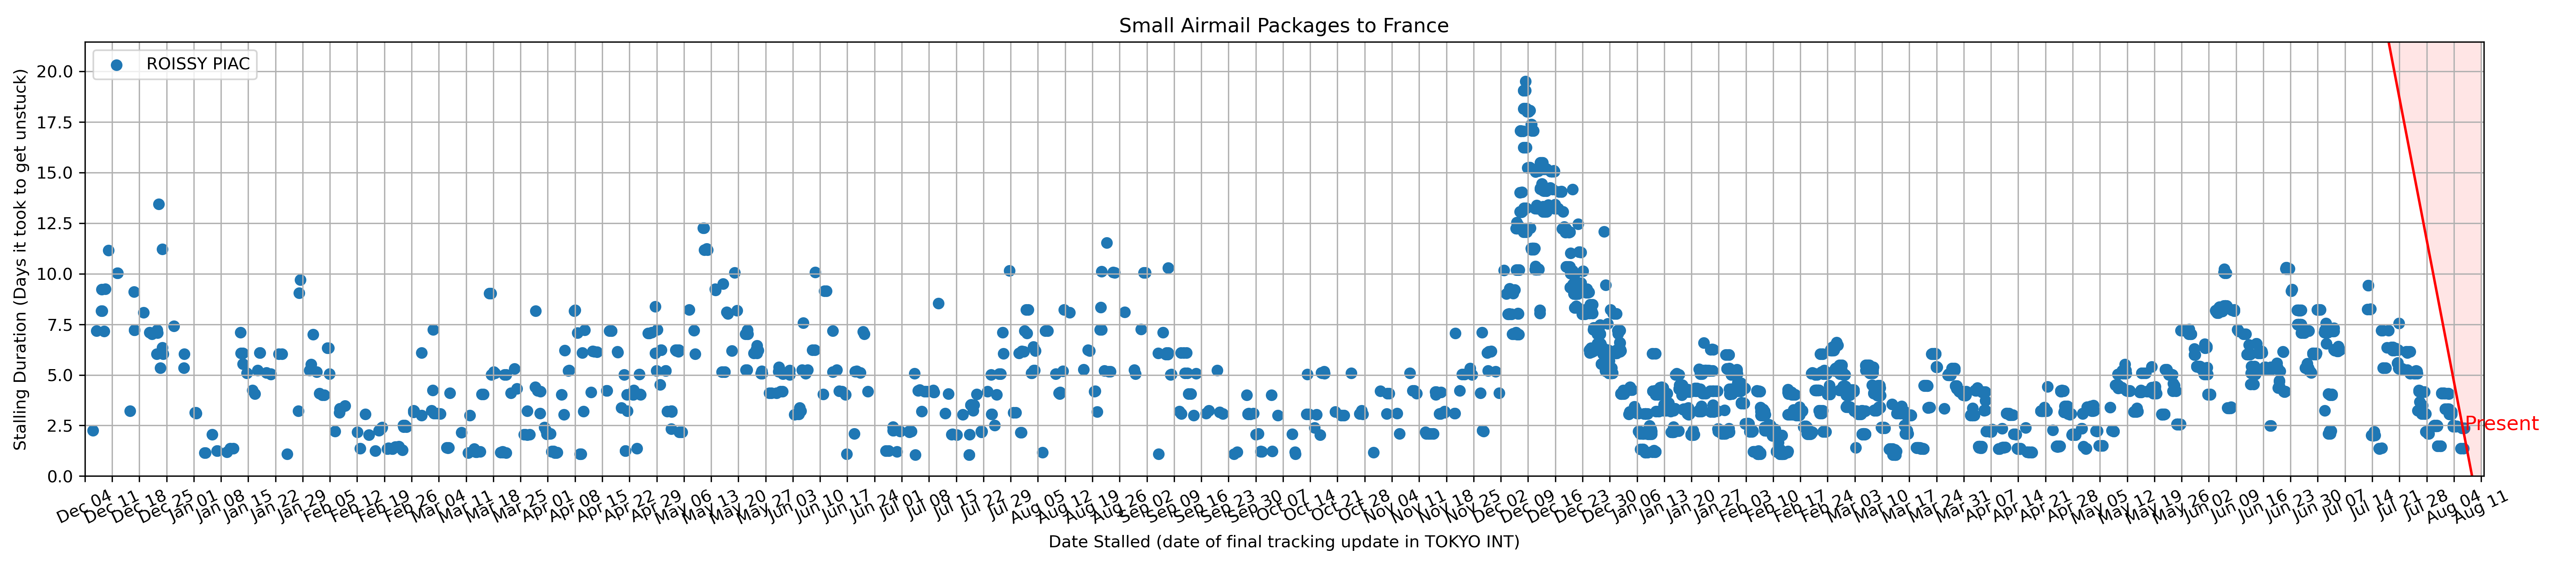 Small Airmail Packages to France
ROISSY PIAC
Stalling Duration (Days it took to get unstuck)
20.0
17.5
15.0
12.5
10.0
7.5
5.0
2.5
0.0
Present
Dec 04
Dec 11
Dec 18
Dec 25
Jan 01
Jan 08
Jan 15
Jan 22
Jan 29
Feb 05
Feb 12
Feb 19
Feb 26
Mar 04
Mar 11
Mar 18
Mar 25
Apr 01
Apr 08
Apr 15
Apr 22
Apr 29
May 06
May 13
May 20
May 27
Jun 03
Jun 10
Jun 17
Jun 24
Jul 01
Jul 08
Jul 15
Jul 22
Jul 29
Aug 05
Aug 12
Aug 19
Aug 26
Sep 02
Sep 09
Sep 16
Sep 23
Sep 30
Oct 07
Oct 14
Oct 21
Oct 28
Nov 04
Nov 11
Nov 18
Nov 25
Dec 02
Dec 09
Dec 16
Dec 23
Dec 30
Jan 06
Jan 13
Jan 20
Jan 27
Feb 03
Feb 10
Feb 17
Feb 24
Mar 03
Mar 10
Mar 17
Mar 24
Mar 31
Apr 07
Apr 14
Apr 21
Apr 28
May 05
May 12
May 19
May 26
Jun 02
Jun 09
Jun 16
Jun 23
Jun 30
Jul 07
Jul 14
Jul 21
Jul 28
Aug 04
Aug 11
Date Stalled (date of final tracking update in TOKYO INT)